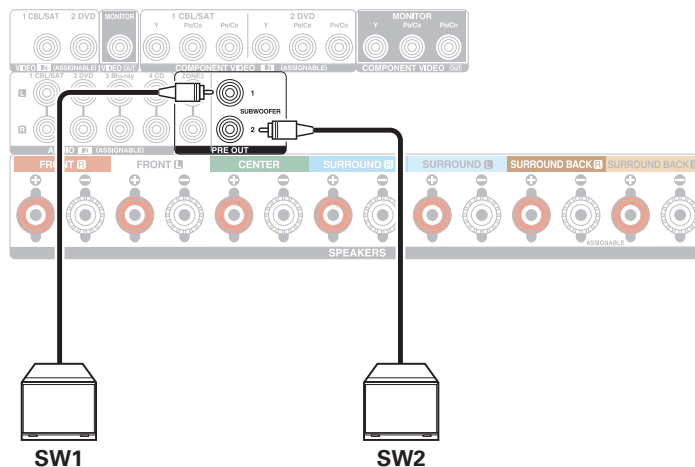 1 CBL/SAT 2 DVD MONITOR 1 CBL/SAT 2 DVD MONITOR
Y PB/CB PR/CR Y PB/CB PR/CR Y PB/CB PR/CR
VIDEO IN (ASSIGNABLE) VIDEO OUT COMPONENT VIDEO IN (ASSIGNABLE) COMPONENT VIDEO OUT
1 CBL/SAT 2 DVD 3 Blu-ray 4 CD ZONE2
L 1
SUBWOOFER
R 2
AUDIO IN (ASSIGNABLE) PRE OUT
FRONT R FRONT L CENTER SURROUND R SURROUND L SURROUND BACK R SURROUND BACK
+ − + − + − + − + − + − + −
ASSIGNABLE
SPEAKERS
SW1 SW2